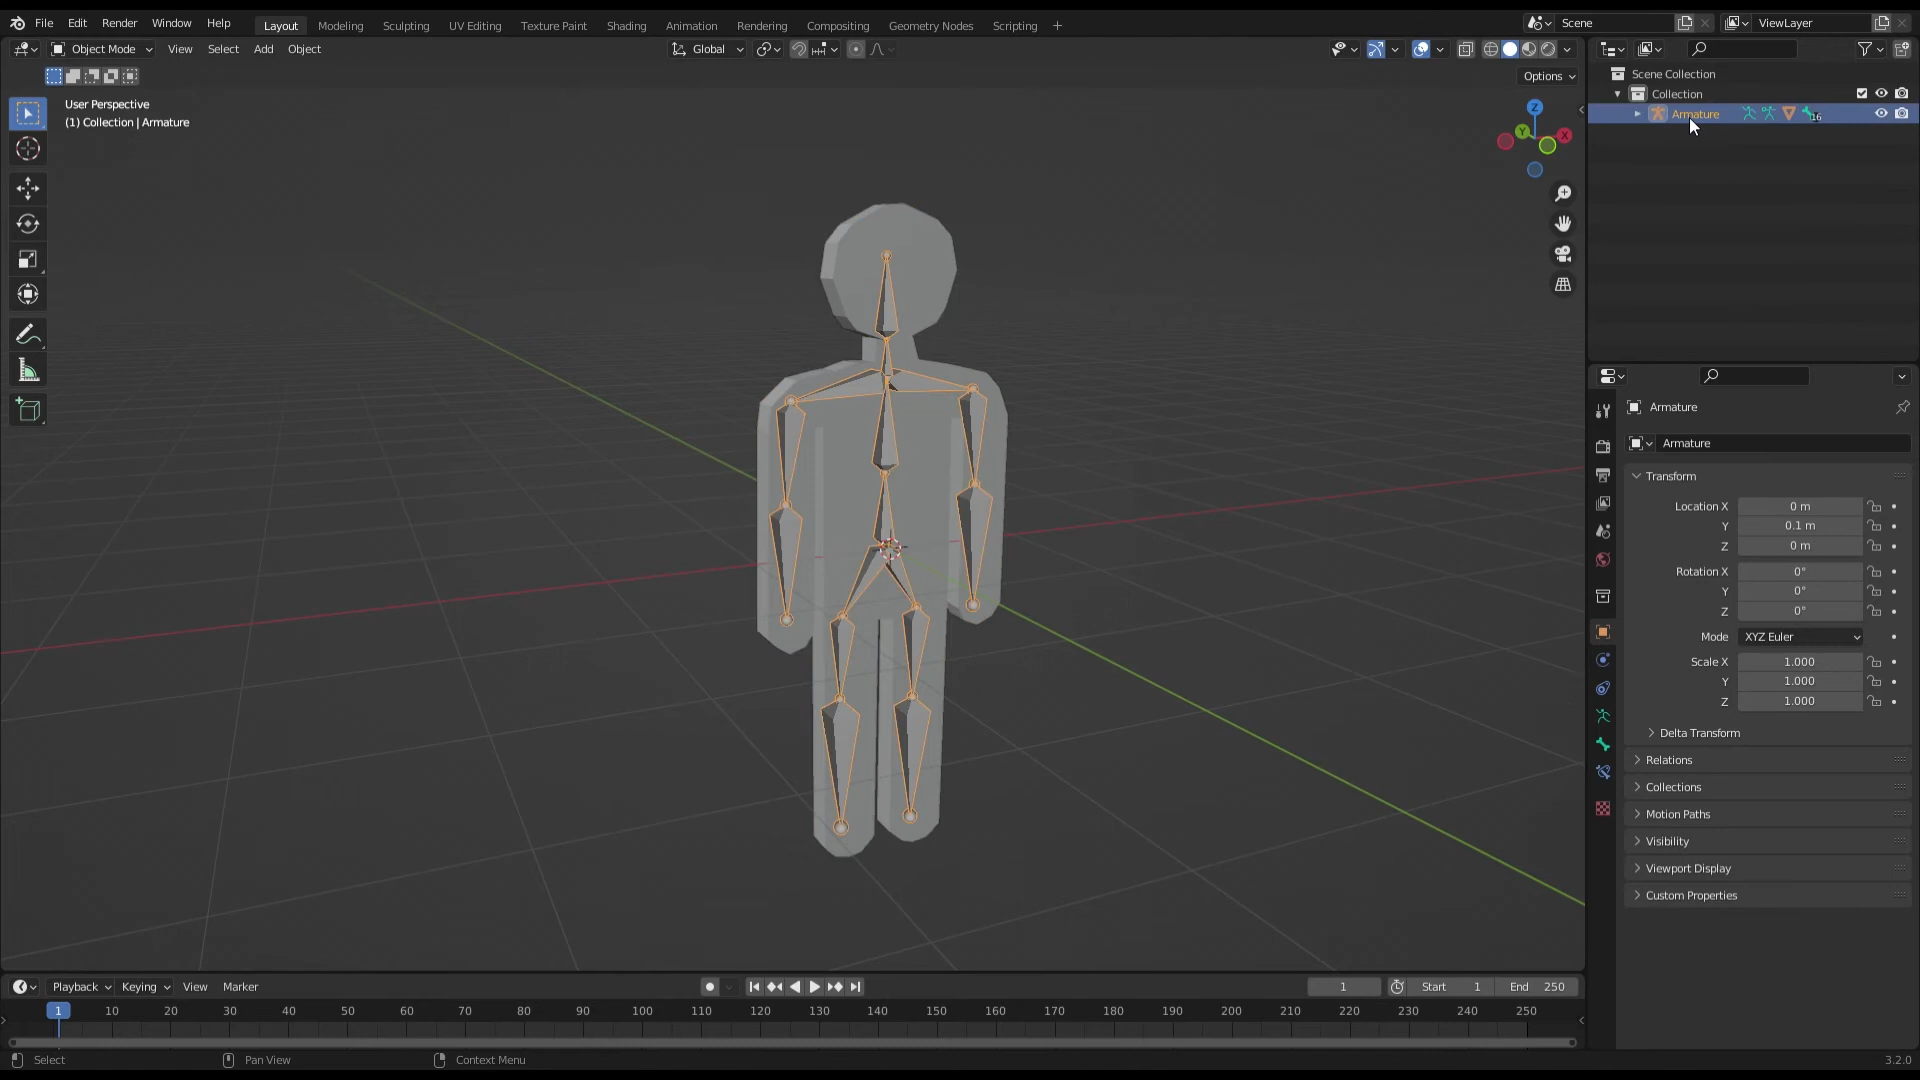 File Edit Render Window Help Layout Modeling Sculpting UV Editing Texture Paint Shading Animation Rendering Compositing Geometry Nodes Scripting + Scene ViewLayer
Object Mode View Select Add Object Global
Options
User Perspective
(1) Collection | Armature
Z
Y
X
Scene Collection
Collection
Armature 16
Armature
Armature
Transform
Location X 0 m
Y 0.1 m
Z 0 m
Rotation X 0°
Y 0°
Z 0°
Mode XYZ Euler
Scale X 1.000
Y 1.000
Z 1.000
Delta Transform
Relations
Collections
Motion Paths
Visibility
Viewport Display
Custom Properties
Playback Keying View Marker 1 Start 1 End 250
1 10 20 30 40 50 60 70 80 90 100 110 120 130 140 150 160 170 180 190 200 210 220 230 240 250
Select Pan View Context Menu 3.2.0